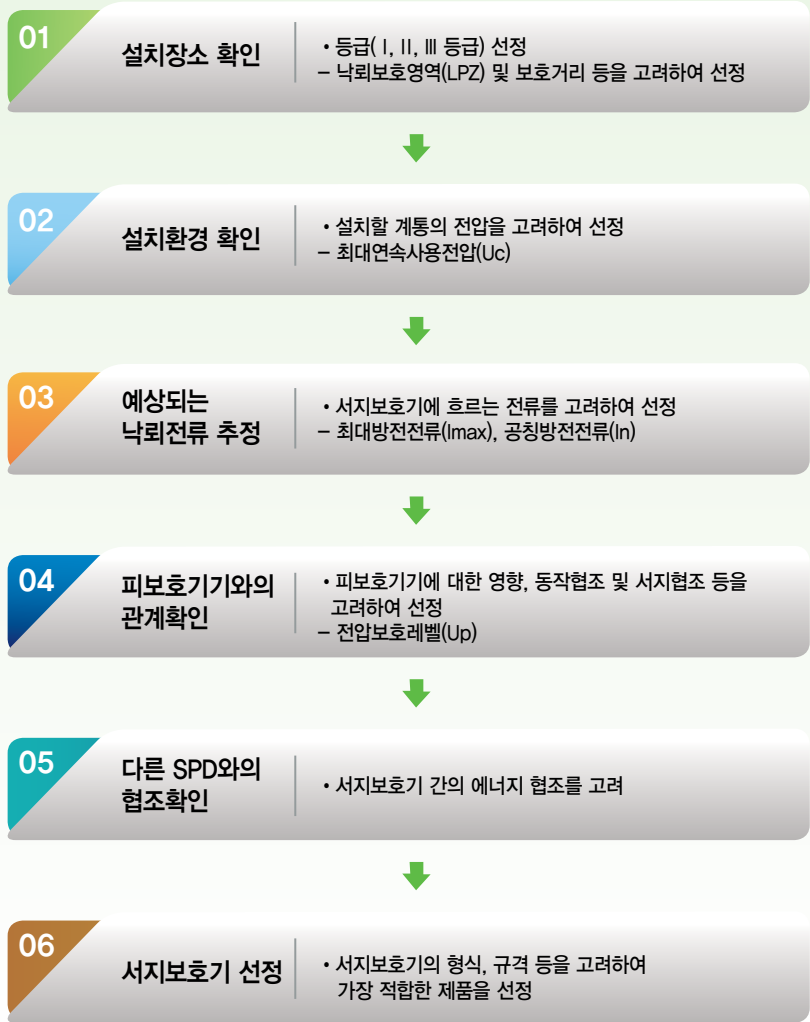 01
설치장소 확인
• 등급( I, II, III 등급) 선정
– 낙뢰보호영역(LPZ) 및 보호거리 등을 고려하여 선정
02
설치환경 확인
• 설치할 계통의 전압을 고려하여 선정
– 최대연속사용전압(Uc)
03
예상되는
낙뢰전류 추정
• 서지보호기에 흐르는 전류를 고려하여 선정
– 최대방전전류(Imax), 공칭방전전류(In)
04
피보호기기와의
관계확인
• 피보호기기에 대한 영향, 동작협조 및 서지협조 등을
고려하여 선정
– 전압보호레벨(Up)
05
다른 SPD와의
협조확인
• 서지보호기 간의 에너지 협조를 고려
06
서지보호기 선정
• 서지보호기의 형식, 규격 등을 고려하여
가장 적합한 제품을 선정